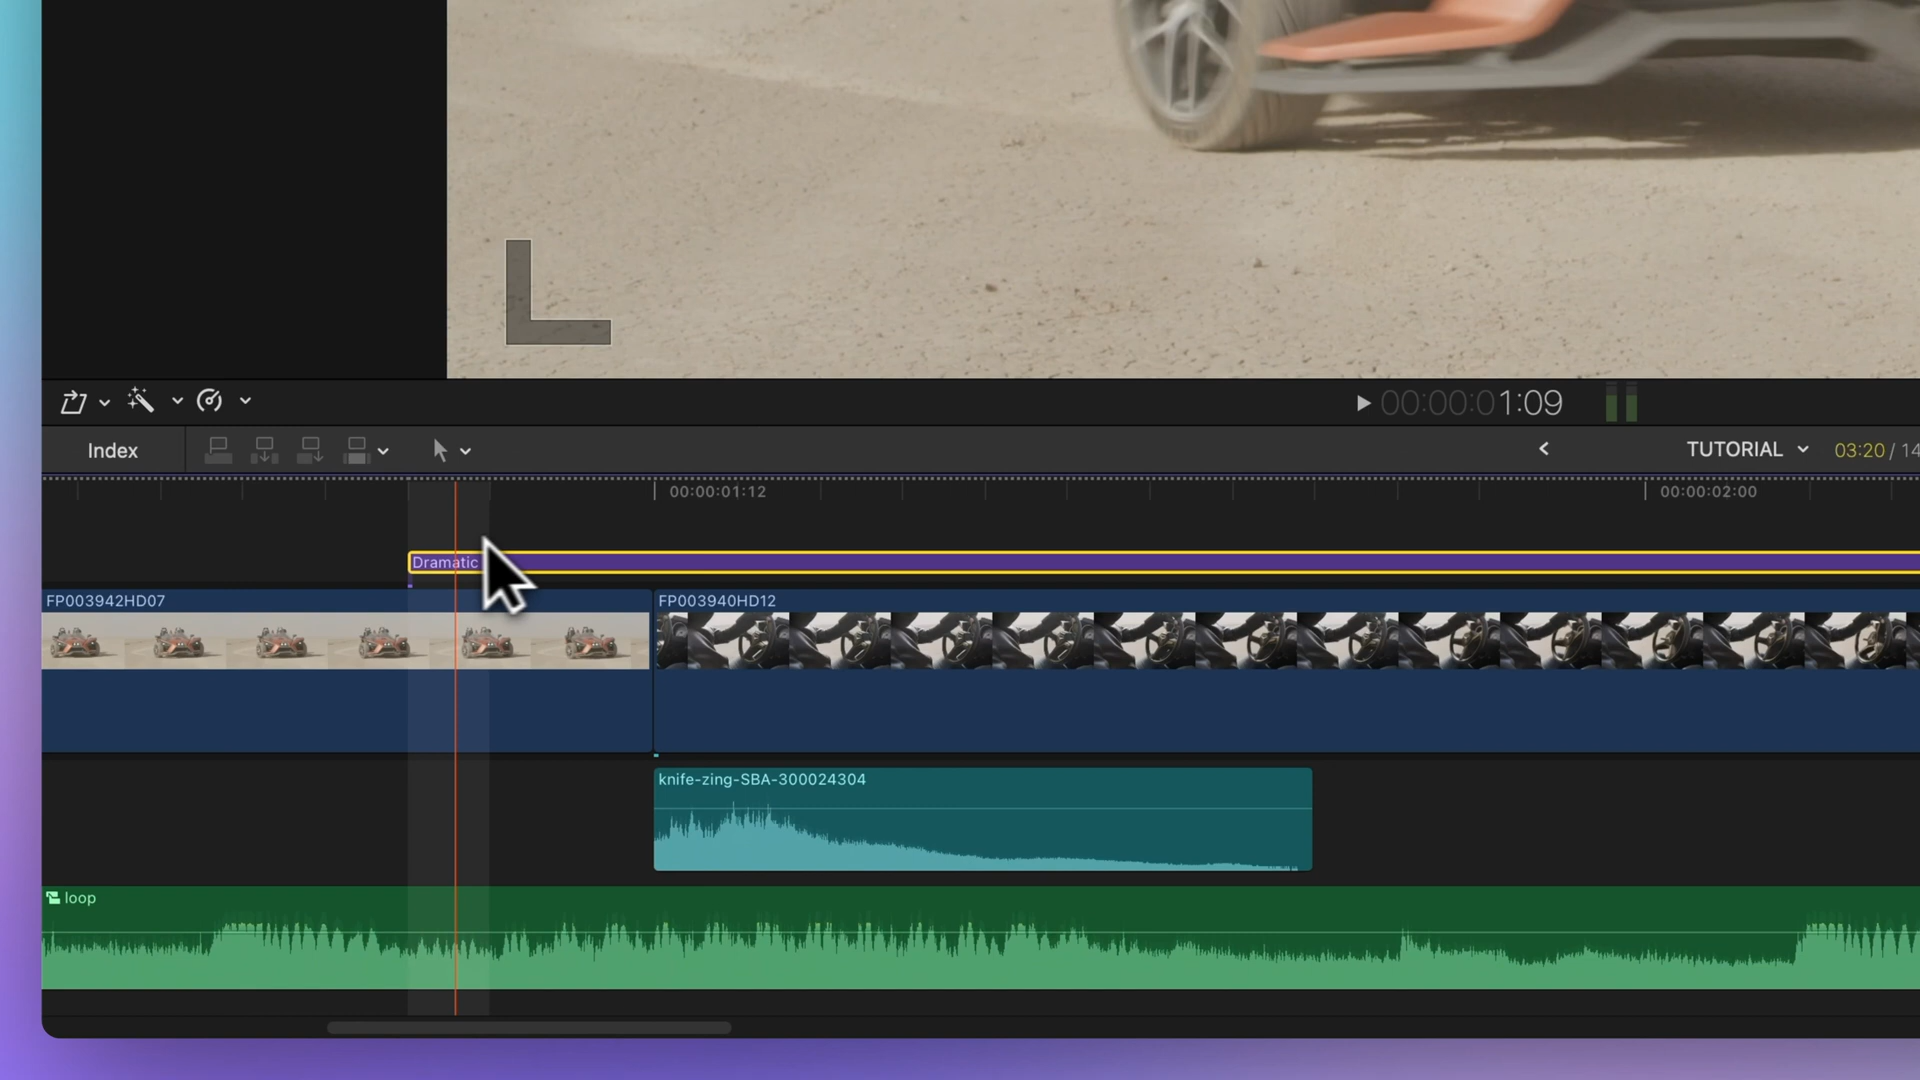 00:00:01:09
Index
TUTORIAL
03:20 / 14
00:00:01:12
00:00:02:00
Dramatic
FP003942HD07
FP003940HD12
knife-zing-SBA-300024304
loop